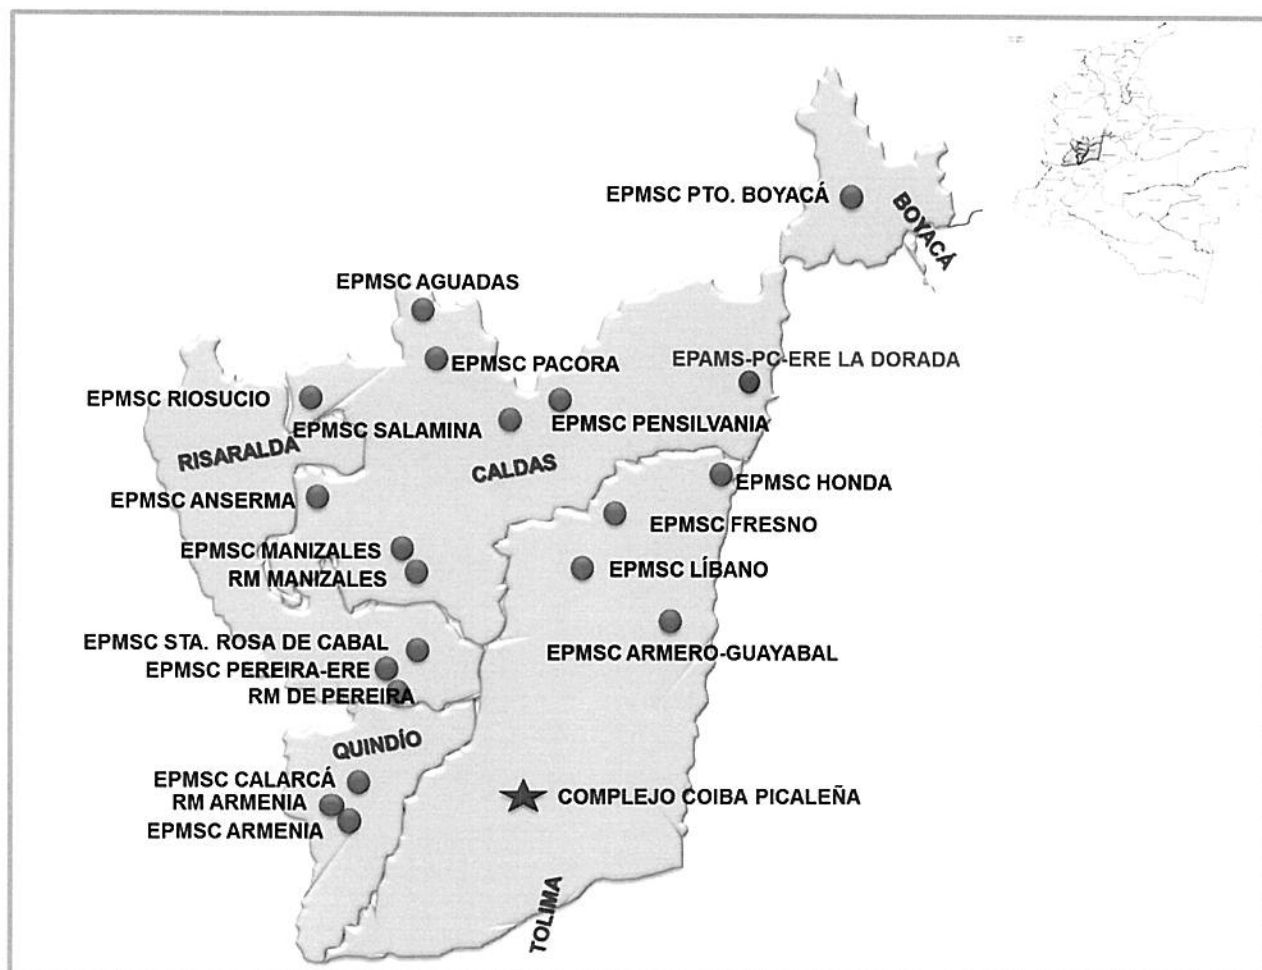 EPMSC PTO. BOYACÁ
BOYACÁ
EPMSC AGUADAS
EPMSC PACORA
EPAMS-PC-ERE LA DORADA
EPMSC RIOSUCIO
EPMSC SALAMINA
EPMSC PENSILVANIA
RISARALDA
CALDAS
EPMSC HONDA
EPMSC ANSERMA
EPMSC FRESNO
EPMSC MANIZALES
RM MANIZALES
EPMSC LÍBANO
EPMSC STA. ROSA DE CABAL
EPMSC ARMERO-GUAYABAL
EPMSC PEREIRA-ERE
RM DE PEREIRA
QUINDÍO
EPMSC CALARCÁ
RM ARMENIA
COMPLEJO COIBA PICALEÑA
EPMSC ARMENIA
TOLIMA